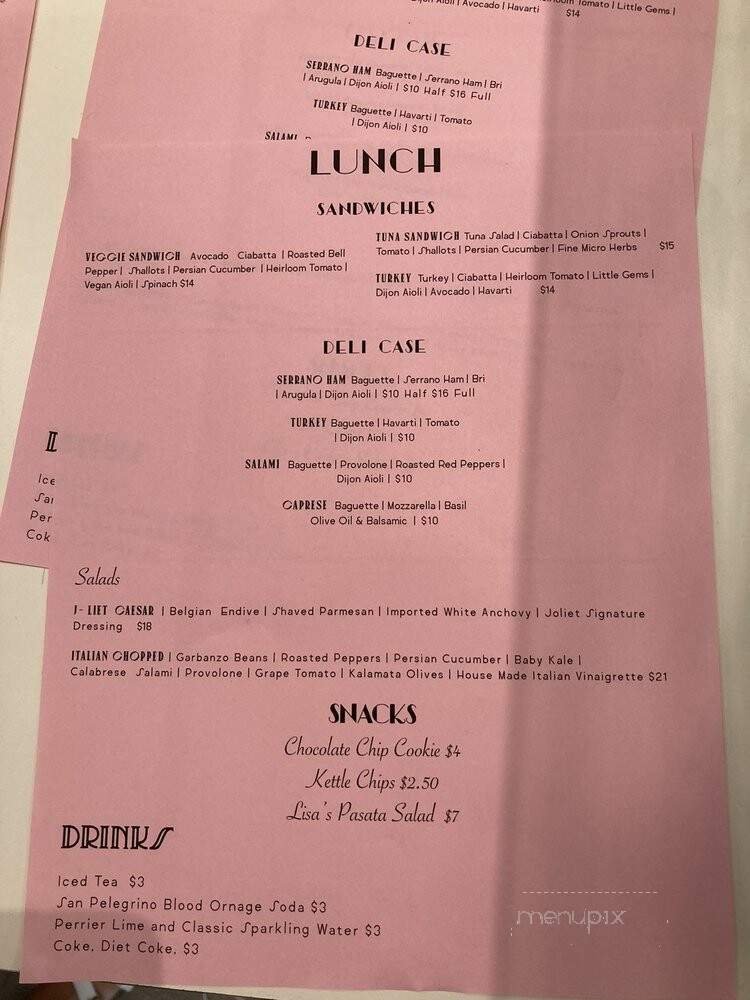 Dijon Aioli | Avocado | Havarti $14
Tomato | Little Gems |
DELI CASE
SERRANO HAM Baguette | Serrano Ham | Bri
| Arugula | Dijon Aioli | $10 Half $16 Full
TURKEY Baguette | Havarti | Tomato
| Dijon Aioli | $10
SALAMI
LUNCH
SANDWICHES
VEGGIE SANDWICH Avocado Ciabatta | Roasted Bell
Pepper | Shallots | Persian Cucumber | Heirloom Tomato |
Vegan Aioli | Spinach $14
TUNA SANDWICH Tuna Salad | Ciabatta | Onion Sprouts |
Tomato | Shallots | Persian Cucumber | Fine Micro Herbs $15
TURKEY Turkey | Ciabatta | Heirloom Tomato | Little Gems |
Dijon Aioli | Avocado | Havarti $14
DELI CASE
SERRANO HAM Baguette | Serrano Ham | Bri
| Arugula | Dijon Aioli | $10 Half $16 Full
TURKEY Baguette | Havarti | Tomato
| Dijon Aioli | $10
SALAMI Baguette | Provolone | Roasted Red Peppers |
Dijon Aioli | $10
CAPRESE Baguette | Mozzarella | Basil
Olive Oil & Balsamic | $10
Ice
Sa
Per
Cok
Salads
J-LIET CAESAR | Belgian Endive | Shaved Parmesan | Imported White Anchovy | Joliet Signature
Dressing $18
ITALIAN CHOPPED | Garbanzo Beans | Roasted Peppers | Persian Cucumber | Baby Kale |
Calabrese Salami | Provolone | Grape Tomato | Kalamata Olives | House Made Italian Vinaigrette $21
SNACKS
Chocolate Chip Cookie $4
Kettle Chips $2.50
Lisa's Pasata Salad $7
DRINKS
Iced Tea $3
San Pelegrino Blood Ornage Soda $3
Perrier Lime and Classic Sparkling Water $3
Coke, Diet Coke, $3
menupix